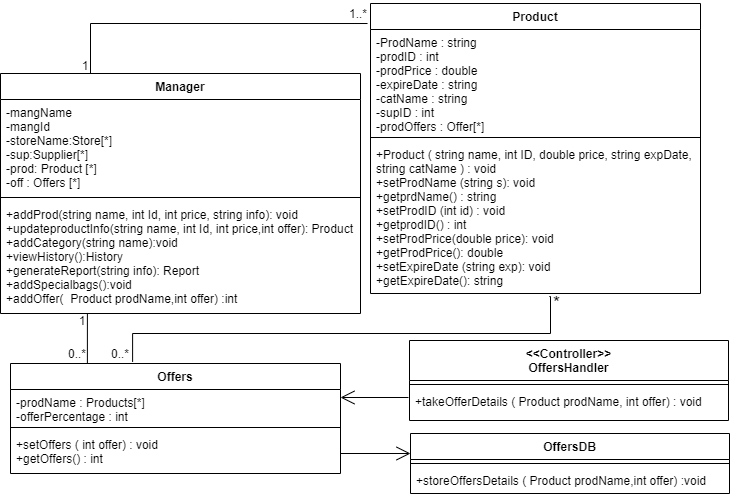 1..*
1
Product
-ProdName : string
-prodID : int
-prodPrice : double
-expireDate : string
-catName : string
-supID : int
-prodOffers : Offer[*]
+Product ( string name, int ID, double price, string expDate,
string catName ) : void
+setProdName (string s): void
+getprdName() : string
+setProdID (int id) : void
+getprodID() : int
+setProdPrice(double price): void
+getProdPrice(): double
+setExpireDate (string exp): void
+getExpireDate(): string
Manager
-mangName
-mangId
-storeName:Store[*]
-sup:Supplier[*]
-prod: Product [*]
-off : Offers [*]
+addProd(string name, int Id, int price, string info): void
+updateproductInfo(string name, int Id, int price,int offer): Product
+addCategory(string name):void
+viewHistory():History
+generateReport(string info): Report
+addSpecialbags():void
+addOffer(  Product prodName,int offer) :int
1
*
0..*
0..*
Offers
-prodName : Products[*]
-offerPercentage : int
+setOffers ( int offer) : void
+getOffers() : int
<<Controller>>
OffersHandler
+takeOfferDetails ( Product prodName, int offer) : void
OffersDB
+storeOffersDetails ( Product prodName,int offer) :void